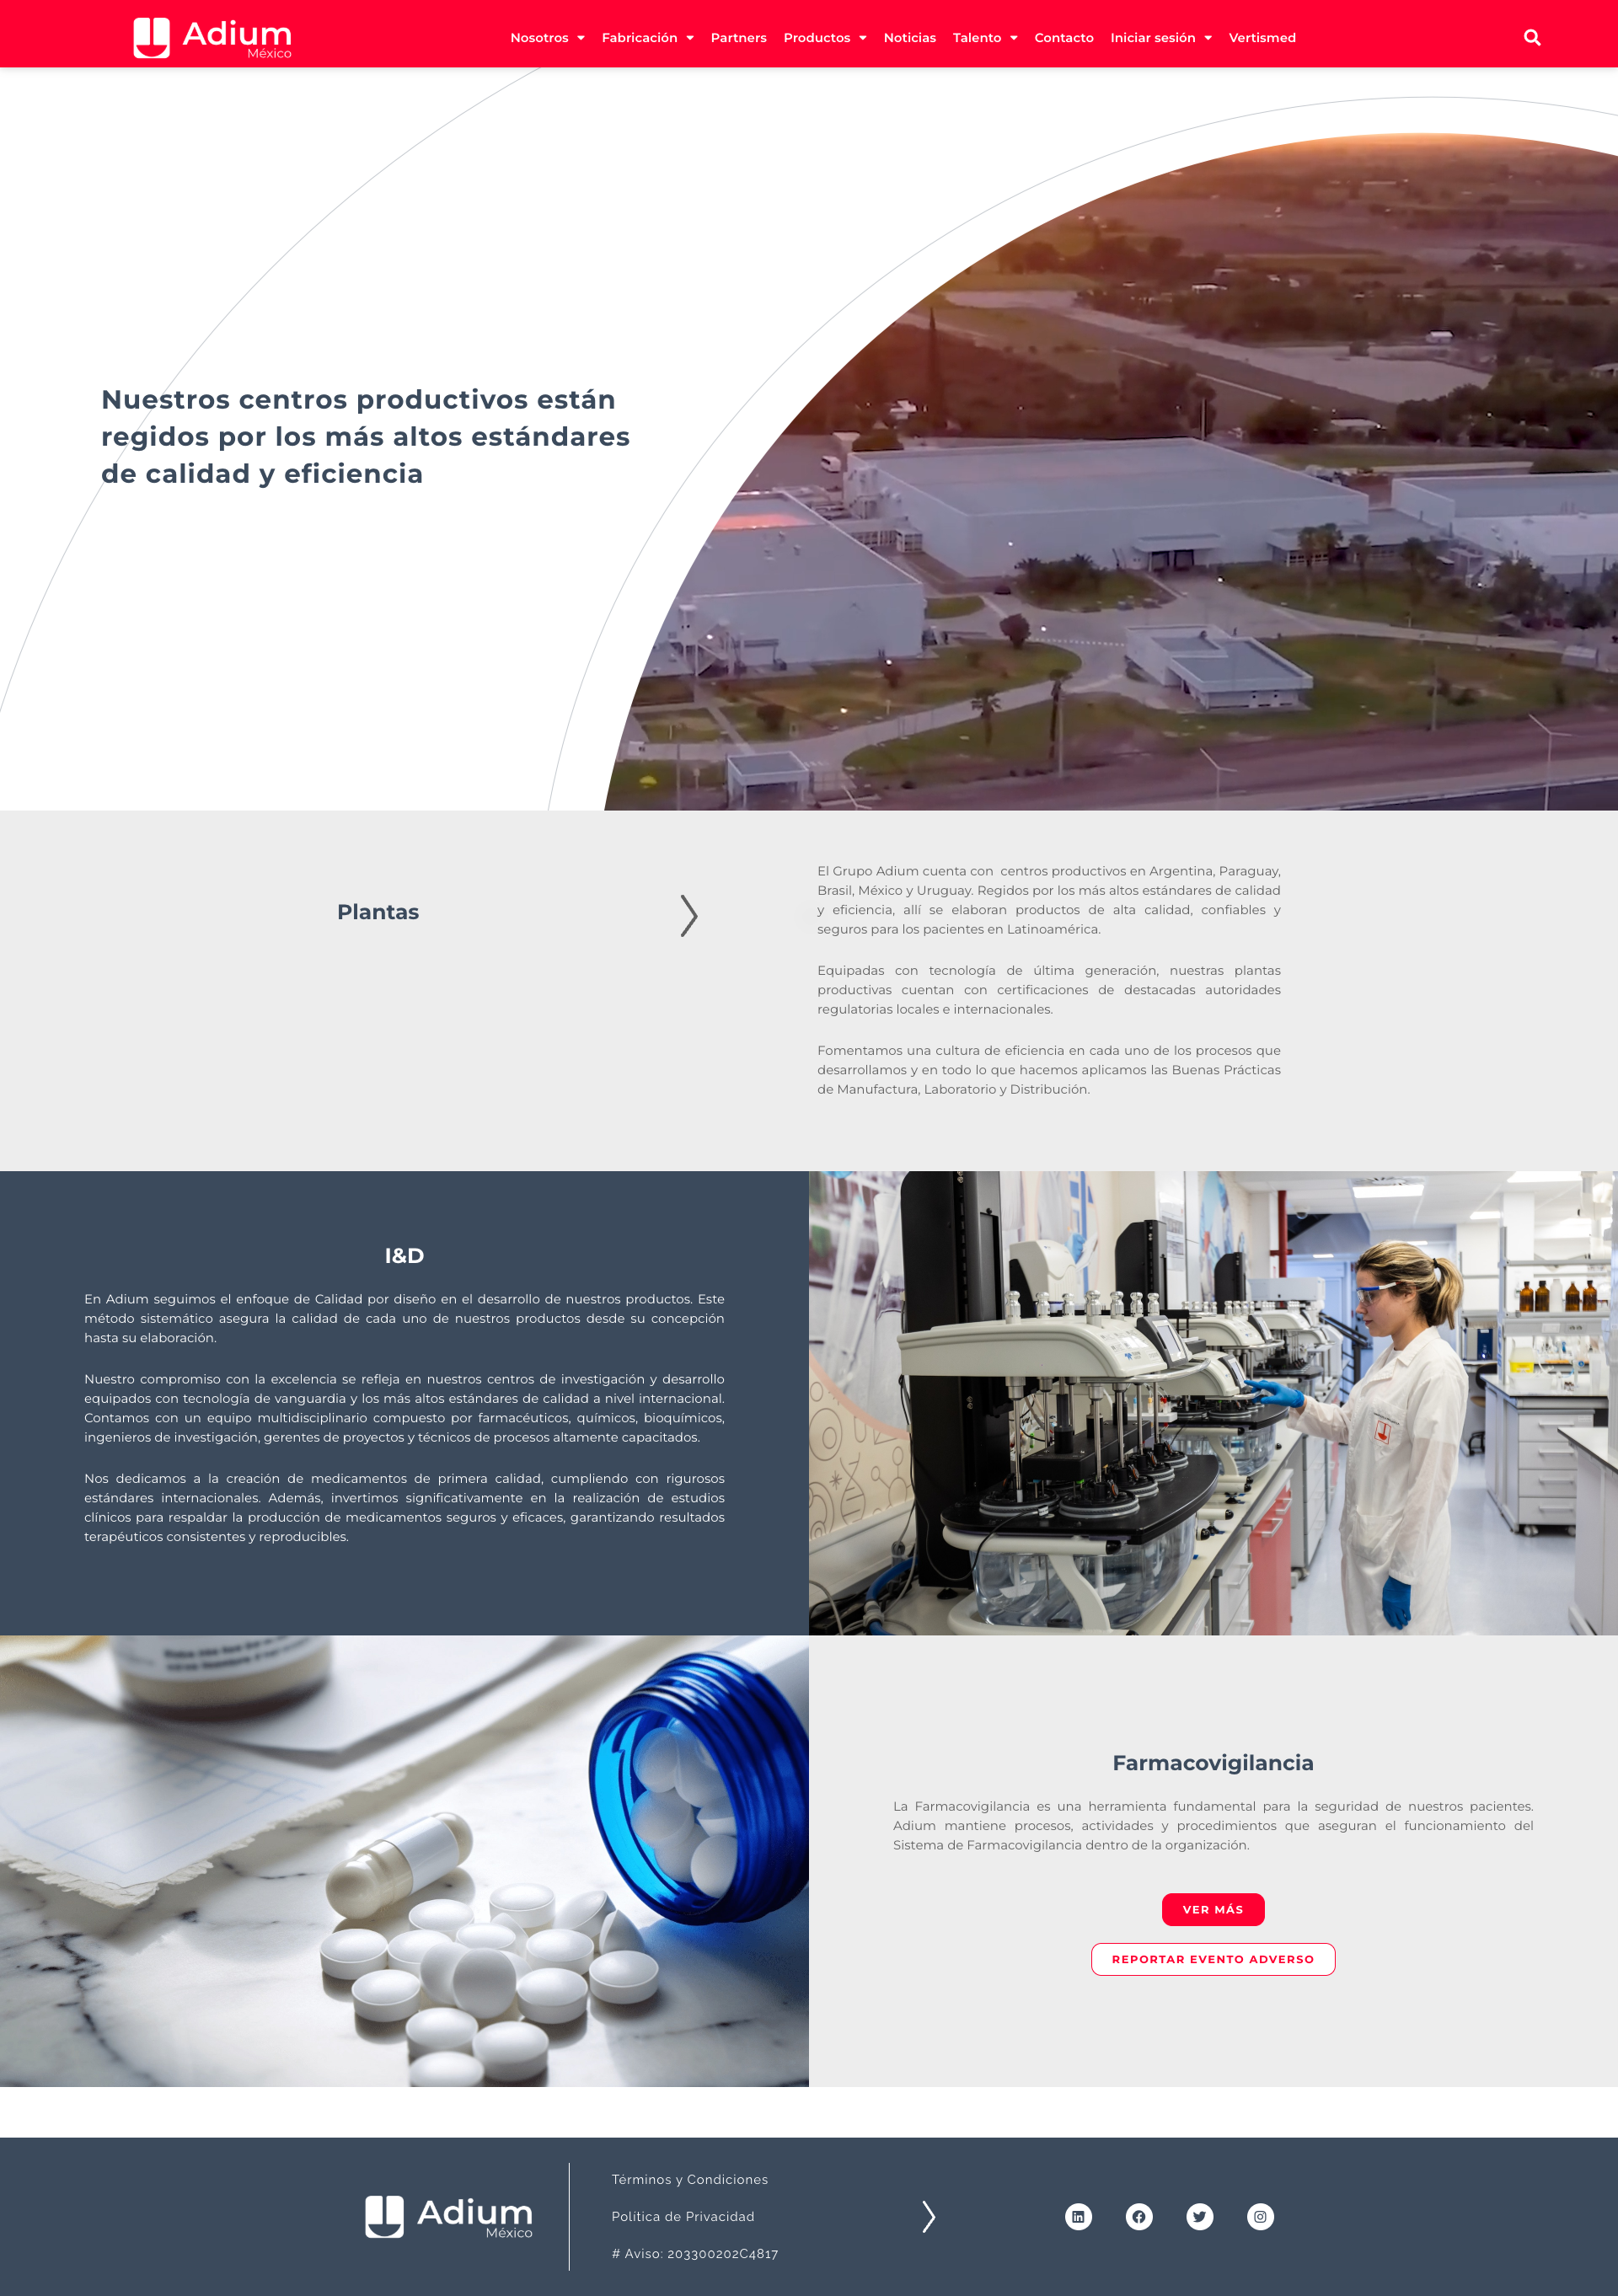 Adium
México
Nosotros Fabricación Partners Productos Noticias Talento Contacto Iniciar sesión Vertismed
Nuestros centros productivos están
regidos por los más altos estándares
de calidad y eficiencia
Plantas
El Grupo Adium cuenta con centros productivos en Argentina, Paraguay,
Brasil, México y Uruguay. Regidos por los más altos estándares de calidad
y eficiencia, allí se elaboran productos de alta calidad, confiables y
seguros para los pacientes en Latinoamérica.
Equipadas con tecnología de última generación, nuestras plantas
productivas cuentan con certificaciones de destacadas autoridades
regulatorias locales e internacionales.
Fomentamos una cultura de eficiencia en cada uno de los procesos que
desarrollamos y en todo lo que hacemos aplicamos las Buenas Prácticas
de Manufactura, Laboratorio y Distribución.
I&D
En Adium seguimos el enfoque de Calidad por diseño en el desarrollo de nuestros productos. Este
método sistemático asegura la calidad de cada uno de nuestros productos desde su concepción
hasta su elaboración.
Nuestro compromiso con la excelencia se refleja en nuestros centros de investigación y desarrollo
equipados con tecnología de vanguardia y los más altos estándares de calidad a nivel internacional.
Contamos con un equipo multidisciplinario compuesto por farmacéuticos, químicos, bioquímicos,
ingenieros de investigación, gerentes de proyectos y técnicos de procesos altamente capacitados.
Nos dedicamos a la creación de medicamentos de primera calidad, cumpliendo con rigurosos
estándares internacionales. Además, invertimos significativamente en la realización de estudios
clínicos para respaldar la producción de medicamentos seguros y eficaces, garantizando resultados
terapéuticos consistentes y reproducibles.
Farmacovigilancia
La Farmacovigilancia es una herramienta fundamental para la seguridad de nuestros pacientes.
Adium mantiene procesos, actividades y procedimientos que aseguran el funcionamiento del
Sistema de Farmacovigilancia dentro de la organización.
VER MÁS
REPORTAR EVENTO ADVERSO
Adium
México
Términos y Condiciones
Política de Privacidad
# Aviso: 203300202C4817